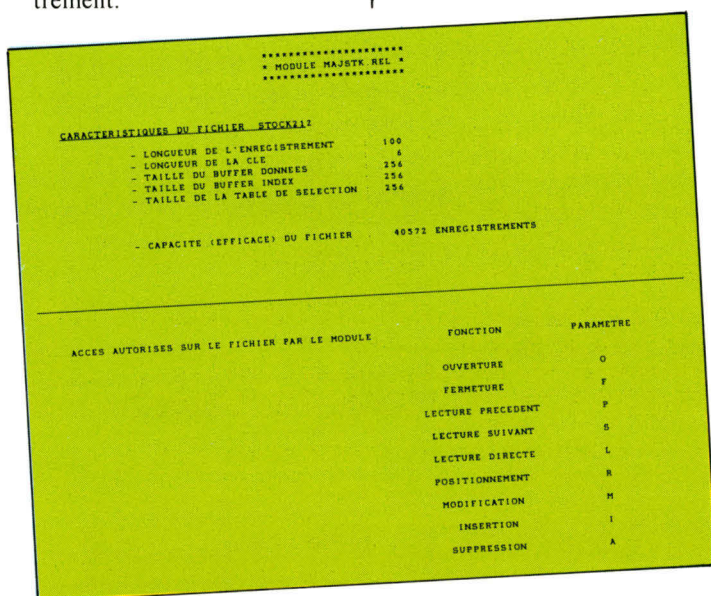 trement.
*********************
* MODULE MAJSTK.REL *
*********************
CARACTERISTIQUES DU FICHIER STOCK212
- LONGUEUR DE L'ENREGISTREMENT : 100
- LONGUEUR DE LA CLE : 6
- TAILLE DU BUFFER DONNEES : 256
- TAILLE DU BUFFER INDEX : 256
- TAILLE DE LA TABLE DE SELECTION : 256
- CAPACITE (EFFICACE) DU FICHIER : 40572 ENREGISTREMENTS
ACCES AUTORISES SUR LE FICHIER PAR LE MODULE FONCTION PARAMETRE
OUVERTURE O
FERMETURE F
LECTURE PRECEDENT P
LECTURE SUIVANT S
LECTURE DIRECTE L
POSITIONNEMENT R
MODIFICATION M
INSERTION I
SUPPRESSION A